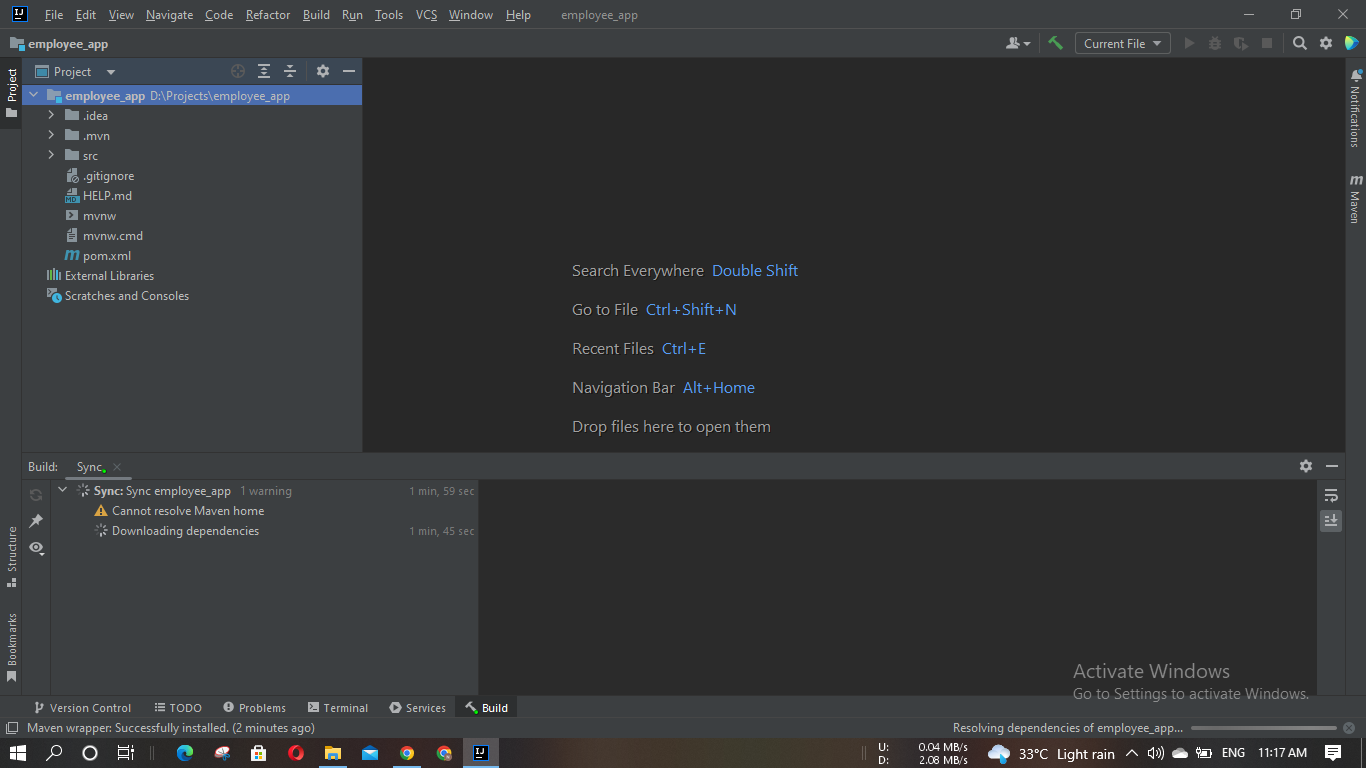 File Edit View Navigate Code Refactor Build Run Tools VCS Window Help employee_app
employee_app
Current File
Project
Project
employee_app D:\Projects\employee_app
.idea
.mvn
src
.gitignore
HELP.md
mvnw
mvnw.cmd
pom.xml
External Libraries
Scratches and Consoles
Search Everywhere Double Shift
Go to File Ctrl+Shift+N
Recent Files Ctrl+E
Navigation Bar Alt+Home
Drop files here to open them
Notifications
Maven
Build: Sync
Sync: Sync employee_app 1 warning 1 min, 59 sec
Cannot resolve Maven home
Downloading dependencies 1 min, 45 sec
Structure
Bookmarks
Activate Windows
Go to Settings to activate Windows.
Version Control TODO Problems Terminal Services Build
Maven wrapper: Successfully installed. (2 minutes ago) Resolving dependencies of employee_app...
U: 0.04 MB/s
D: 2.08 MB/s
33°C Light rain ENG 11:17 AM